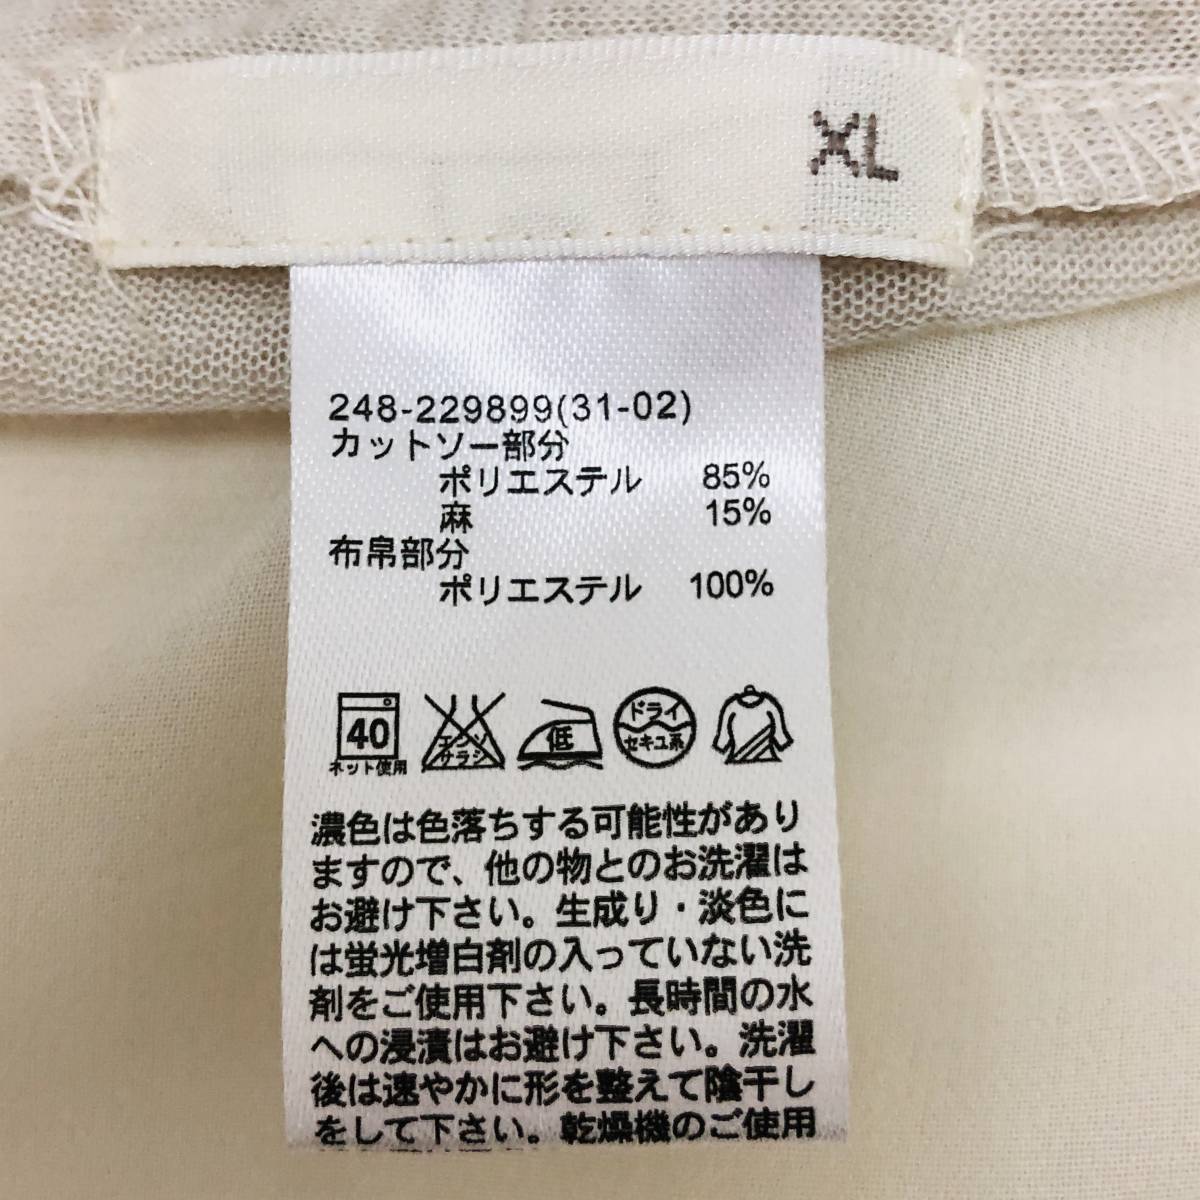 XL
248-229899(31-02)
カットソー部分
ポリエステル 85%
麻 15%
布帛部分
ポリエステル 100%
40
ネット使用
エンソ
サラシ
低
ドライ
セキユ系
濃色は色落ちする可能性があり
ますので、他の物とのお洗濯は
お避け下さい。生成り・淡色に
は蛍光増白剤の入っていない洗
剤をご使用下さい。長時間の水
への浸漬はお避け下さい。洗濯
後は速やかに形を整えて陰干し
をして下さい。乾燥機のご使用